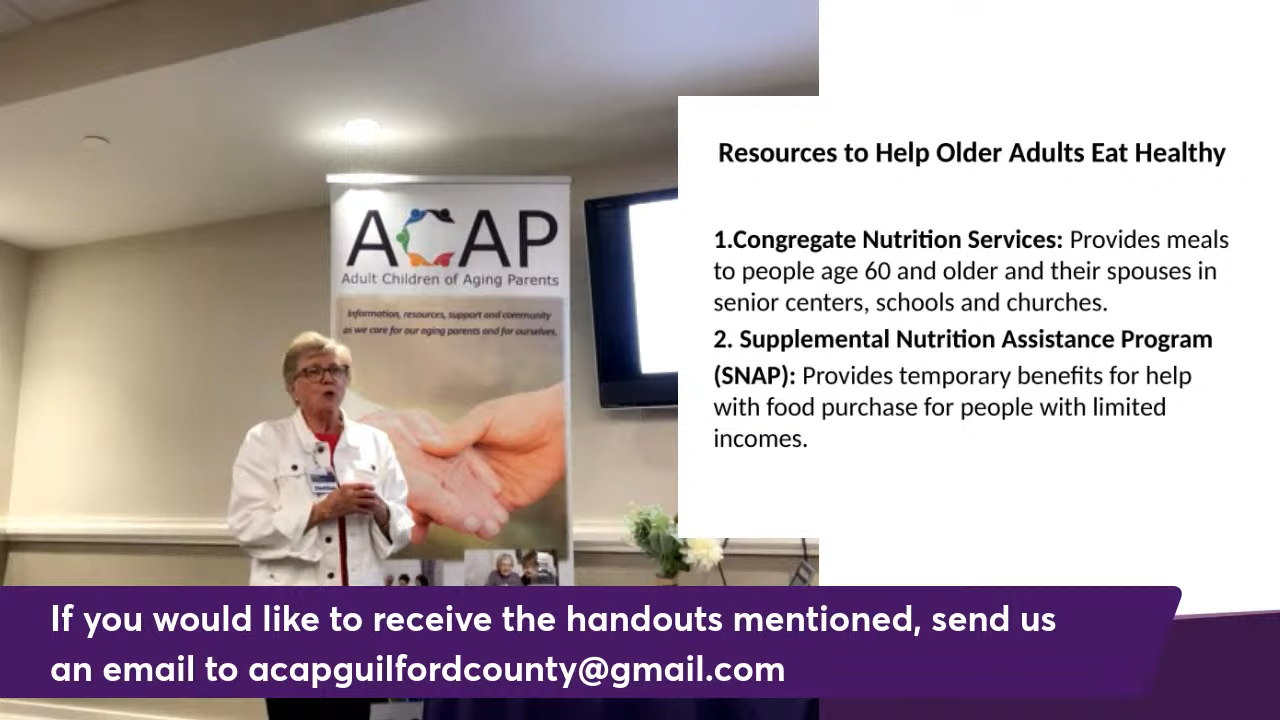 ACAP
Adult Children of Aging Parents
Information, resources, support and community
as we care for our aging parents and for ourselves.
Resources to Help Older Adults Eat Healthy
1.Congregate Nutrition Services: Provides meals
to people age 60 and older and their spouses in
senior centers, schools and churches.
2. Supplemental Nutrition Assistance Program
(SNAP): Provides temporary benefits for help
with food purchase for people with limited
incomes.
If you would like to receive the handouts mentioned, send us
an email to acapguilfordcounty@gmail.com